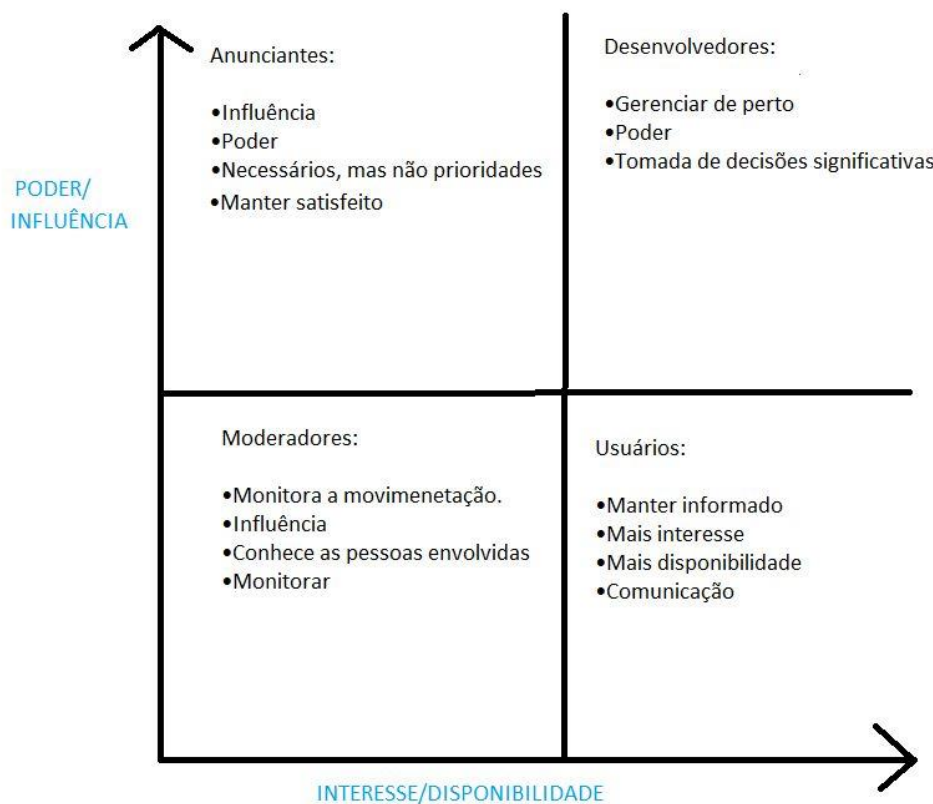 Anunciantes:
•Influência
•Poder
•Necessários, mas não prioridades
•Manter satisfeito
Desenvolvedores:
•Gerenciar de perto
•Poder
•Tomada de decisões significativas
PODER/
INFLUÊNCIA
Moderadores:
•Monitora a movimenetação.
•Influência
•Conhece as pessoas envolvidas
•Monitorar
Usuários:
•Manter informado
•Mais interesse
•Mais disponibilidade
•Comunicação
INTERESSE/DISPONIBILIDADE